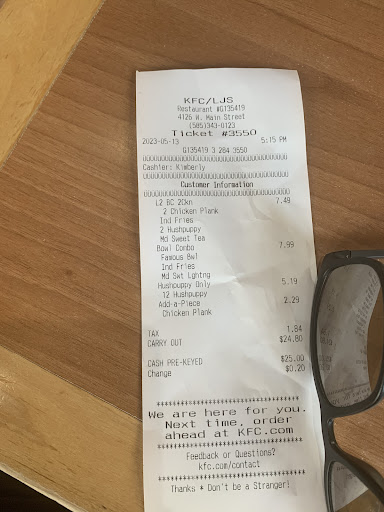 KFC/LJS
Restaurant #G135419
4126 W. Main Street
(585)343-0123
Ticket #3550
2023-05-13 5:15 PM
G135419 3 284 3550
Cashier: Kimberly
Customer Information
L2 BC 2Ckn 7.49
2 Chicken Plank
Ind Fries
2 Hushpuppy
Md Sweet Tea
Bowl Combo 7.99
Famous Bwl
Ind Fries
Md Swt Lghtng
Hushpuppy Only 5.19
12 Hushpuppy
Add-a-Piece 2.29
Chicken Plank
TAX 1.84
CARRY OUT $24.80
CASH PRE-KEYED $25.00
Change $0.20
********************************
We are here for you.
Next time, order
ahead at KFC.com
********************************
Feedback or Questions?
kfc.com/contact
********************************
Thanks * Don't be a Stranger!